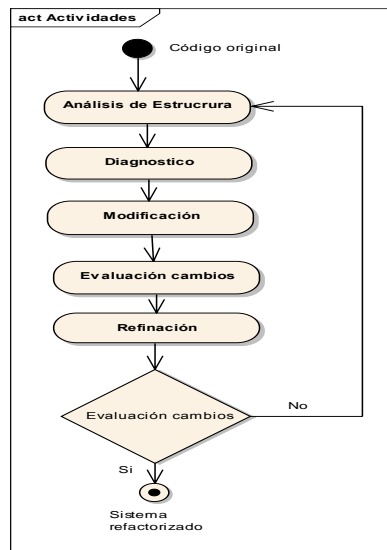 act Actividades
Código original
Análisis de Estrucrura
Diagnostico
Modificación
Evaluación cambios
Refinación
Evaluación cambios
No
Si
Sistema
refactorizado